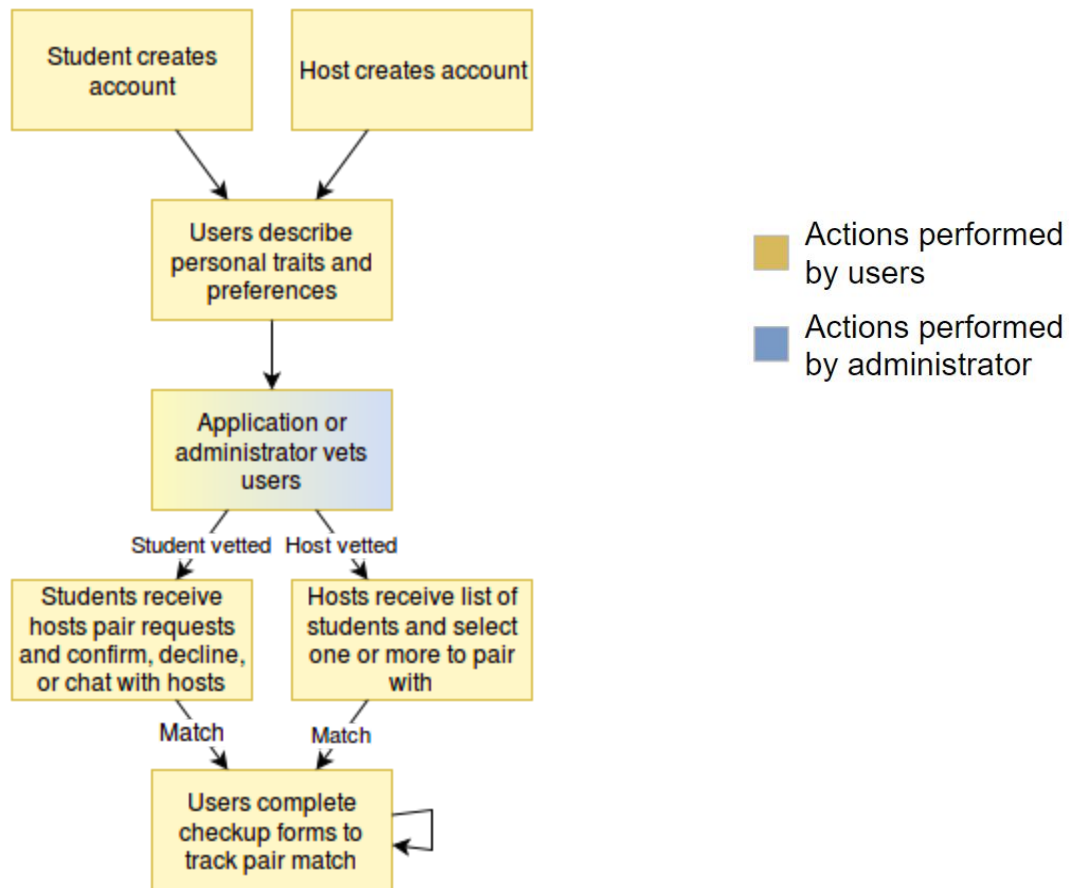 Student creates
account
Host creates account
Users describe
personal traits and
preferences
Actions performed
by users
Actions performed
by administrator
Application or
administrator vets
users
Student vetted
Host vetted
Students receive
hosts pair requests
and confirm, decline,
or chat with hosts
Hosts receive list of
students and select
one or more to pair
with
Match
Match
Users complete
checkup forms to
track pair match